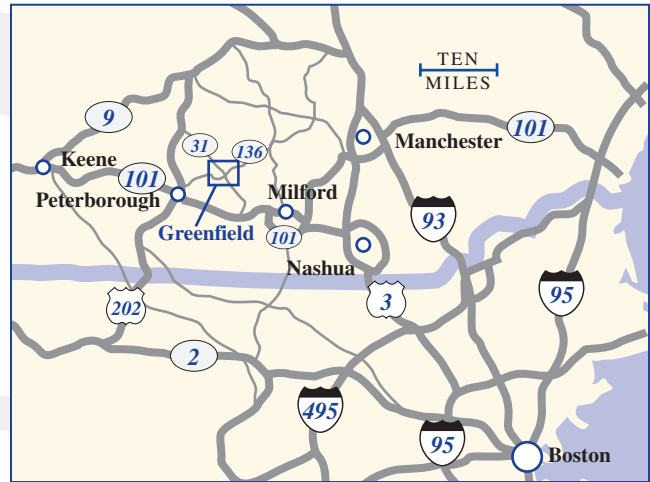 TEN
MILES
9
31
136
Manchester
101
Keene
101
Peterborough
Milford
93
Greenfield
101
Nashua
202
3
95
2
495
95
Boston